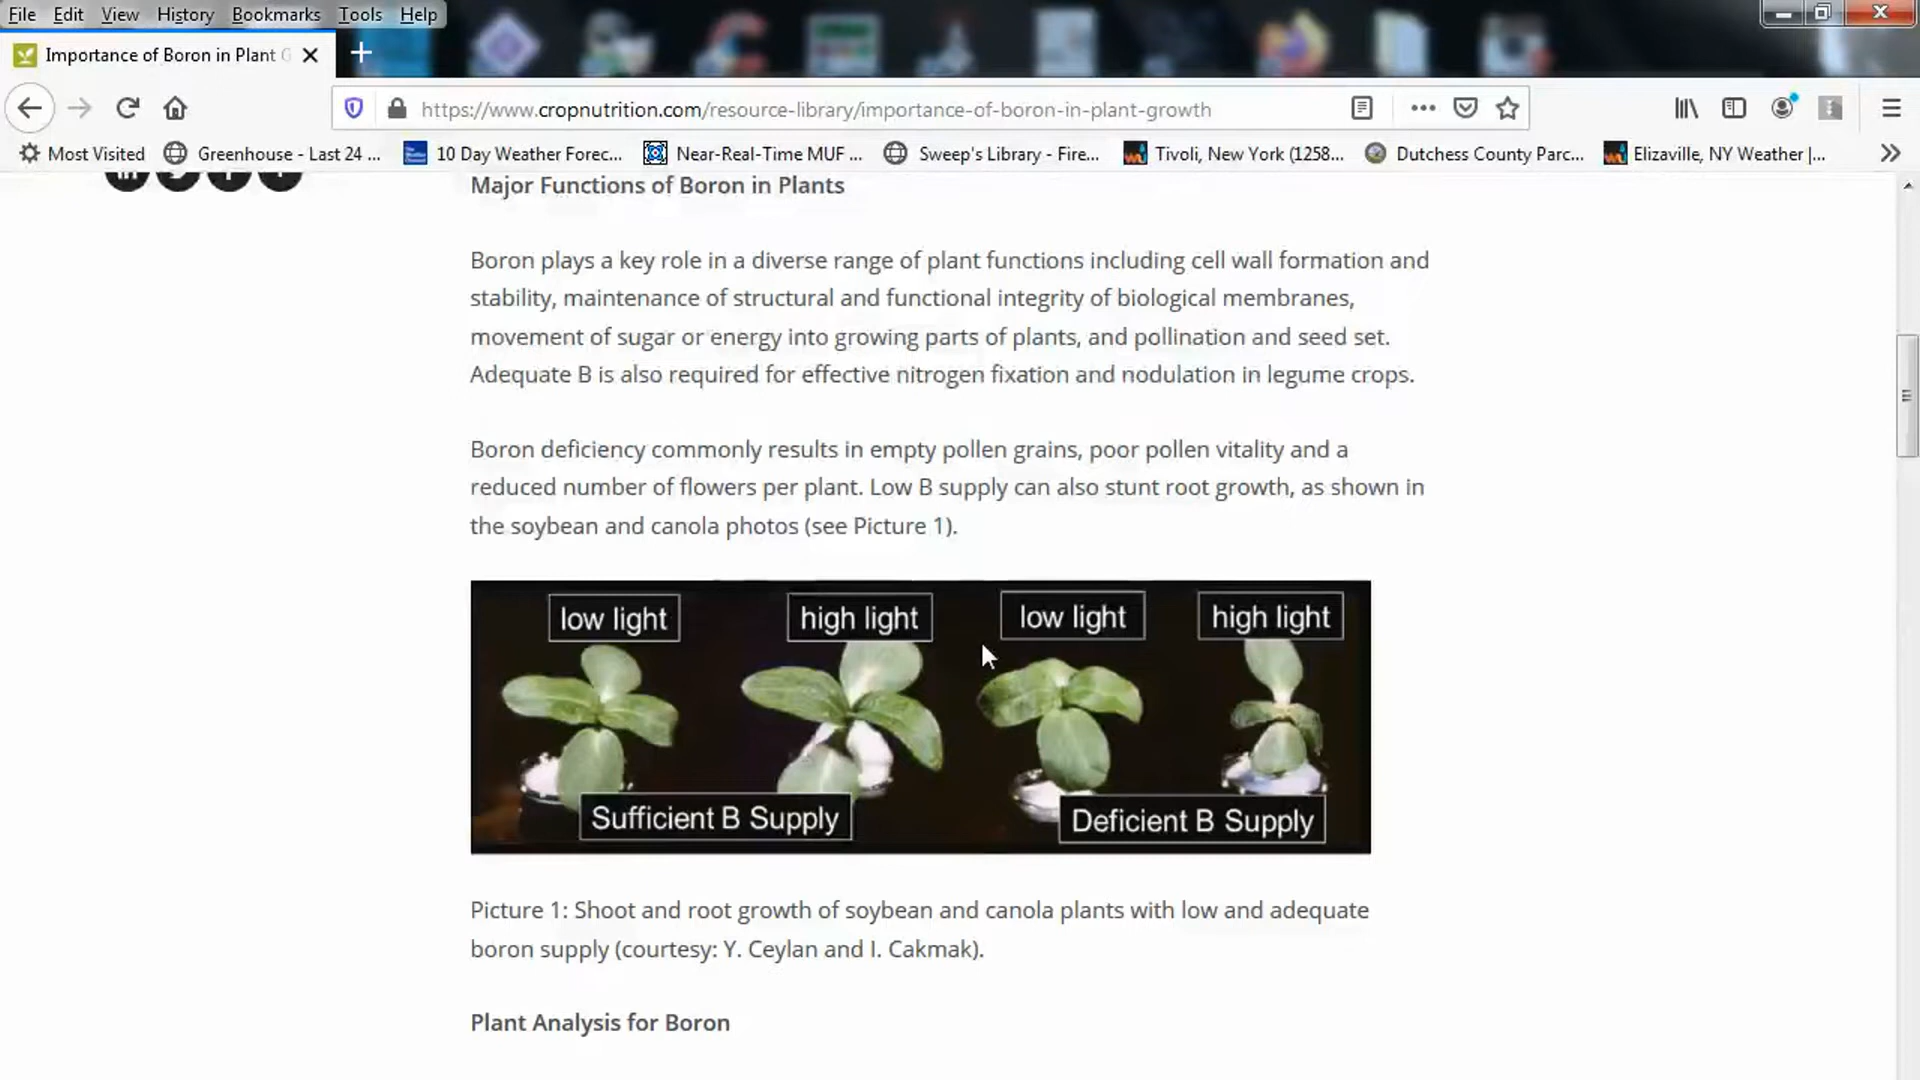 File Edit View History Bookmarks Tools Help
Importance of Boron in Plant G
https://www.cropnutrition.com/resource-library/importance-of-boron-in-plant-growth
Most Visited Greenhouse - Last 24 ... 10 Day Weather Forec... Near-Real-Time MUF ... Sweep's Library - Fire... Tivoli, New York (1258... Dutchess County Parc... Elizaville, NY Weather |...
Major Functions of Boron in Plants
Boron plays a key role in a diverse range of plant functions including cell wall formation and
stability, maintenance of structural and functional integrity of biological membranes,
movement of sugar or energy into growing parts of plants, and pollination and seed set.
Adequate B is also required for effective nitrogen fixation and nodulation in legume crops.
Boron deficiency commonly results in empty pollen grains, poor pollen vitality and a
reduced number of flowers per plant. Low B supply can also stunt root growth, as shown in
the soybean and canola photos (see Picture 1).
low light high light low light high light
Sufficient B Supply Deficient B Supply
Picture 1: Shoot and root growth of soybean and canola plants with low and adequate
boron supply (courtesy: Y. Ceylan and I. Cakmak).
Plant Analysis for Boron